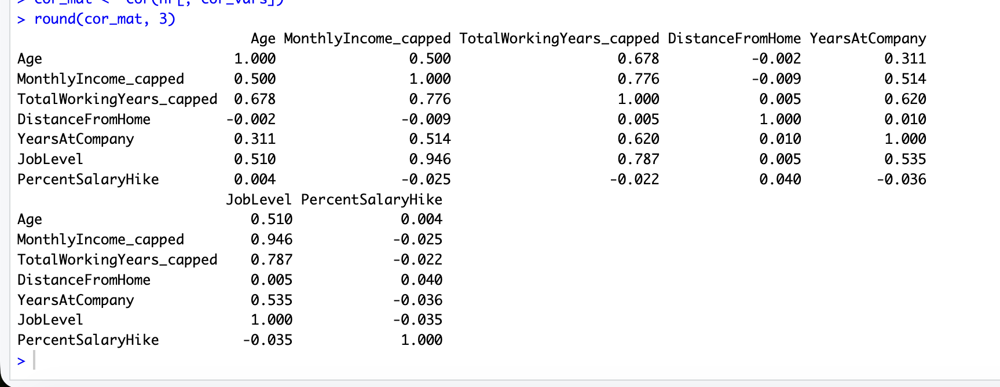 > cor_mat <- cor(hr[, cor_vars])
> round(cor_mat, 3)
                         Age MonthlyIncome_capped TotalWorkingYears_capped DistanceFromHome YearsAtCompany
Age                    1.000                0.500                    0.678           -0.002          0.311
MonthlyIncome_capped   0.500                1.000                    0.776           -0.009          0.514
TotalWorkingYears_capped  0.678                0.776                    1.000            0.005          0.620
DistanceFromHome      -0.002               -0.009                    0.005            1.000          0.010
YearsAtCompany         0.311                0.514                    0.620            0.010          1.000
JobLevel               0.510                0.946                    0.787            0.005          0.535
PercentSalaryHike      0.004               -0.025                   -0.022            0.040         -0.036
                         JobLevel PercentSalaryHike
Age                         0.510             0.004
MonthlyIncome_capped        0.946            -0.025
TotalWorkingYears_capped    0.787            -0.022
DistanceFromHome            0.005             0.040
YearsAtCompany              0.535            -0.036
JobLevel                    1.000            -0.035
PercentSalaryHike          -0.035             1.000
>